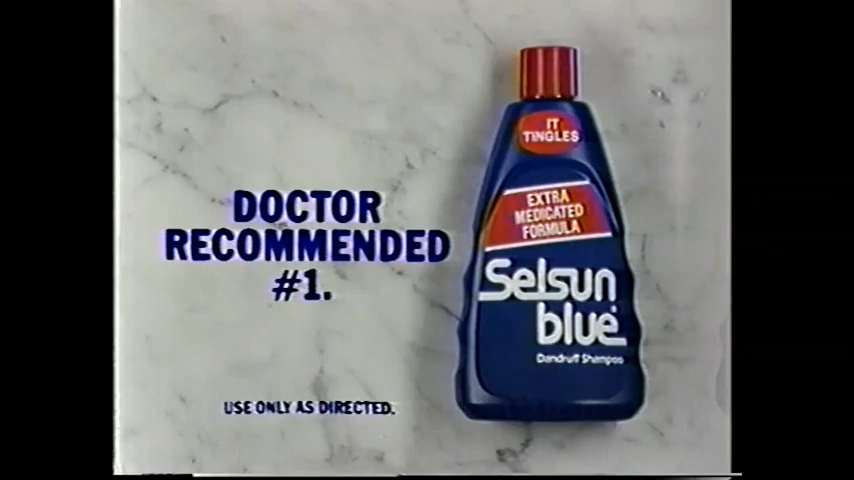 DOCTOR
RECOMMENDED
#1.
USE ONLY AS DIRECTED.
IT
TINGLES
EXTRA
MEDICATED
FORMULA
Selsun
blue®
Dandruff Shampoo